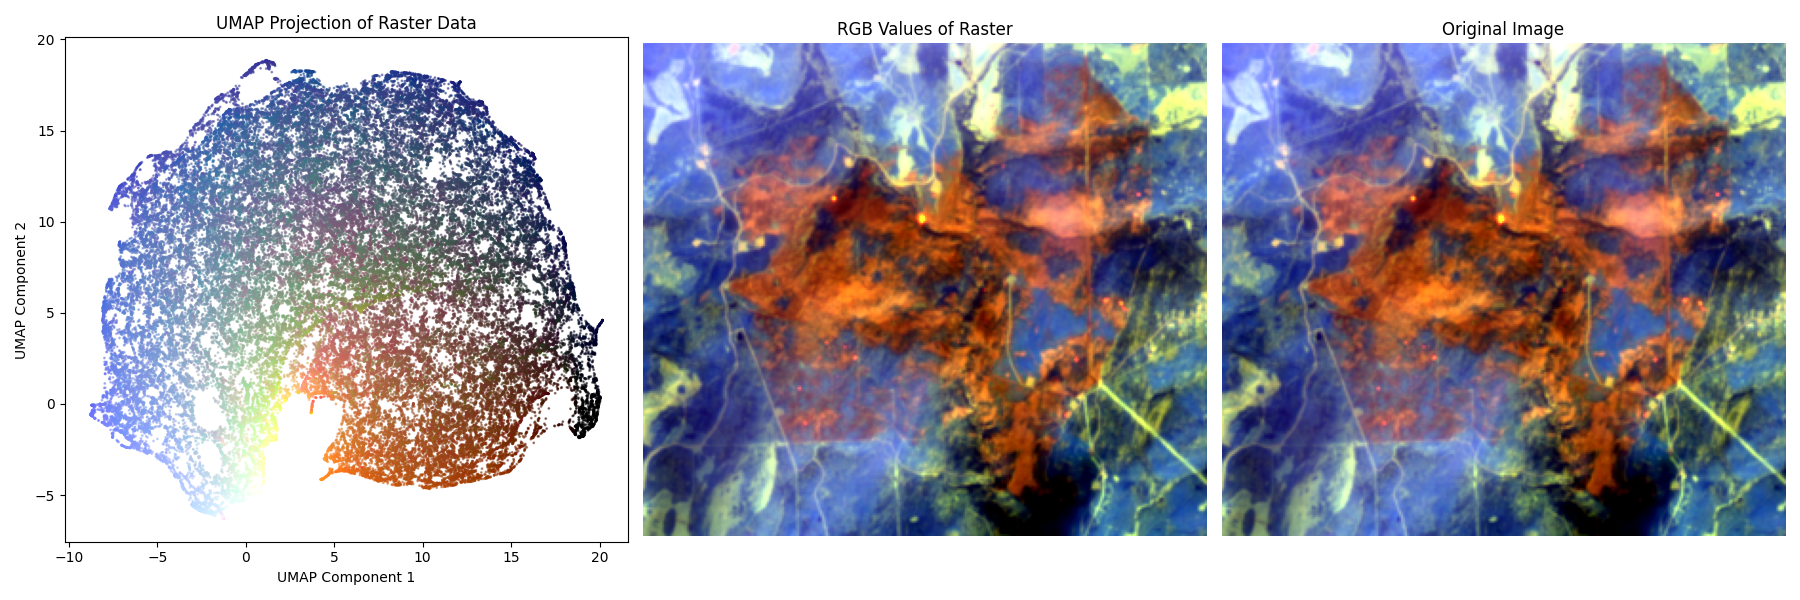 UMAP Projection of Raster Data
20
15
10
5
0
−5
UMAP Component 2
−10
−5
0
5
10
15
20
UMAP Component 1
RGB Values of Raster
Original Image